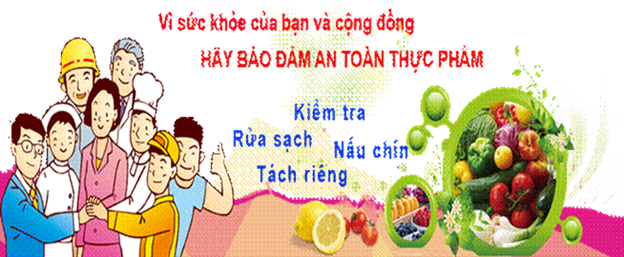 Vì sức khỏe của bạn và cộng đồng
HÃY BẢO ĐẢM AN TOÀN THỰC PHẨM
Kiểm tra
Rửa sạch
Nấu chín
Tách riêng